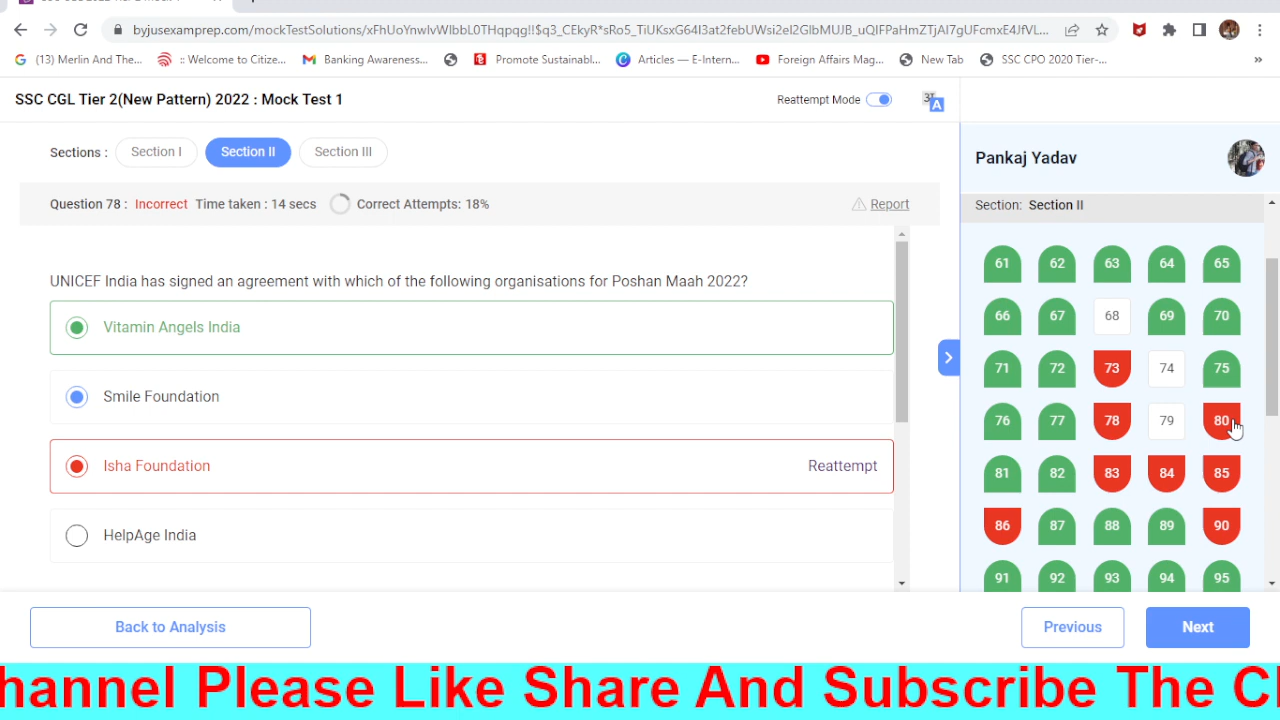 byjusexamprep.com/mockTestSolutions/xFhUoYnwIvWIbbL0THqpqg!!$q3_CEkyR*sRo5_TiUKsxG64I3at2febUWsi2eI2GIbMUJB_uQIFPaHmZTjAI7gUFcmxE4JfVL...
(13) Merlin And The...
:: Welcome to Citize...
Banking Awareness...
Promote Sustainabl...
Articles — E-Intern...
Foreign Affairs Mag...
New Tab
SSC CPO 2020 Tier-...
»
SSC CGL Tier 2(New Pattern) 2022 : Mock Test 1
Reattempt Mode
Sections :
Section I
Section II
Section III
Pankaj Yadav
Question 78 : Incorrect Time taken : 14 secs Correct Attempts: 18%
Report
Section: Section II
UNICEF India has signed an agreement with which of the following organisations for Poshan Maah 2022?
Vitamin Angels India
Smile Foundation
Isha Foundation Reattempt
HelpAge India
61 62 63 64 65
66 67 68 69 70
71 72 73 74 75
76 77 78 79 80
81 82 83 84 85
86 87 88 89 90
91 92 93 94 95
Back to Analysis
Previous
Next
hannel Please Like Share And Subscribe The C